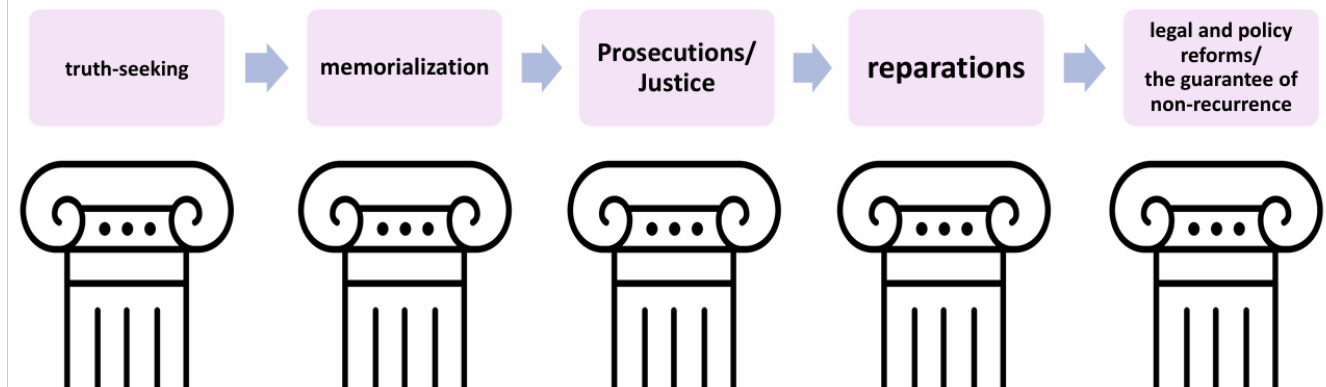 truth-seeking
memorialization
Prosecutions/
Justice
reparations
legal and policy
reforms/
the guarantee of
non-recurrence